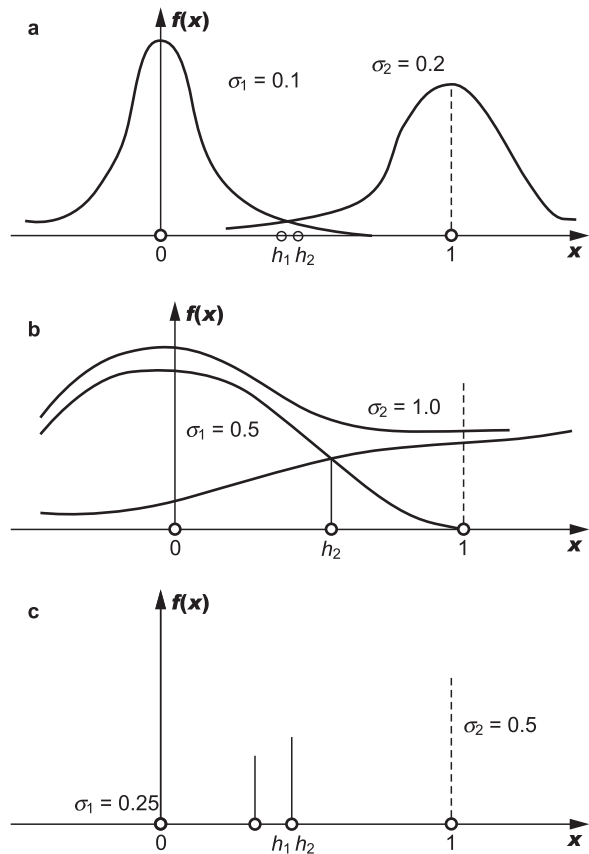 a
f(x)
σ1 = 0.1
σ2 = 0.2
0
h1 h2
1
x
b
f(x)
σ2 = 1.0
σ1 = 0.5
0
h2
1
x
c
f(x)
σ2 = 0.5
σ1 = 0.25
0
h1 h2
1
x